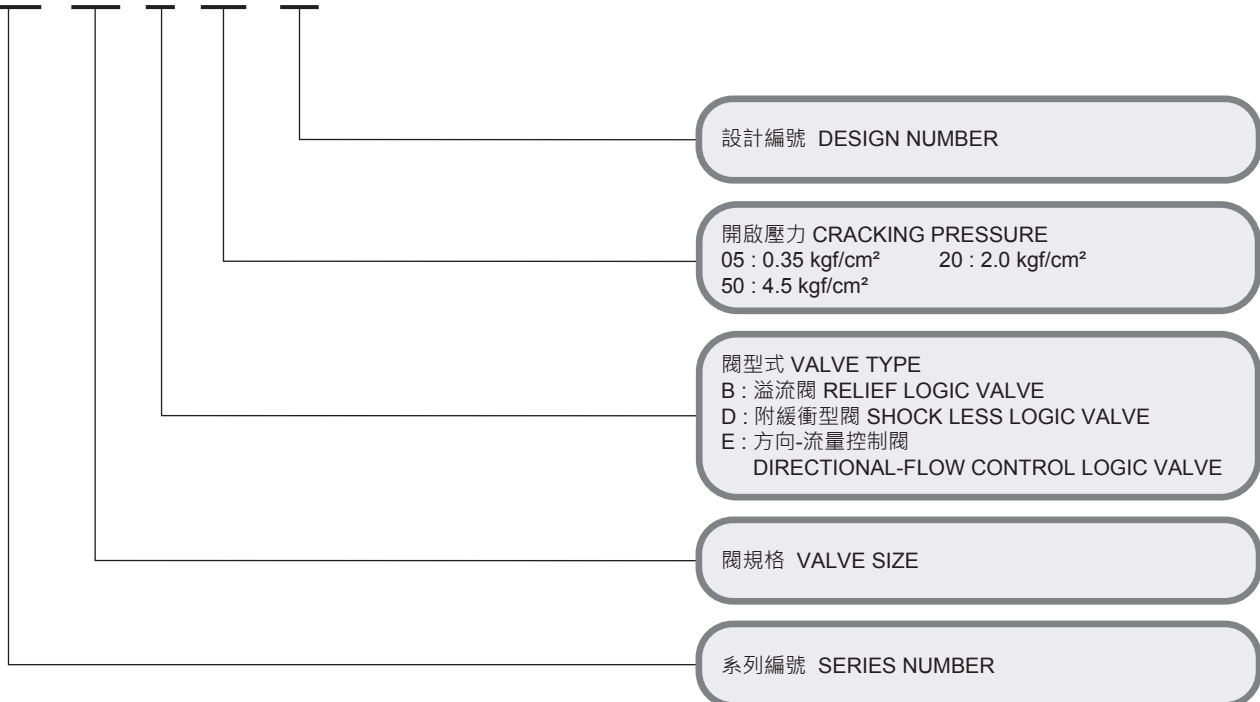 設計編號 DESIGN NUMBER
開啟壓力 CRACKING PRESSURE
05 : 0.35 kgf/cm² 20 : 2.0 kgf/cm²
50 : 4.5 kgf/cm²
閥型式 VALVE TYPE
B : 溢流閥 RELIEF LOGIC VALVE
D : 附緩衝型閥 SHOCK LESS LOGIC VALVE
E : 方向-流量控制閥
DIRECTIONAL-FLOW CONTROL LOGIC VALVE
閥規格 VALVE SIZE
系列編號 SERIES NUMBER